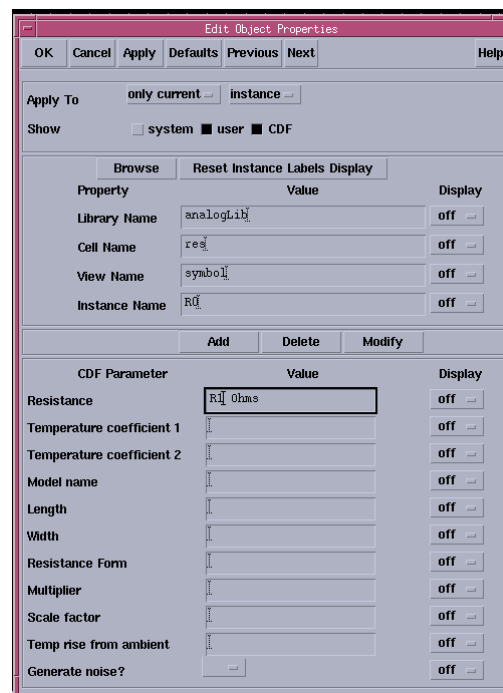 Edit Object Properties
OK Cancel Apply Defaults Previous Next Help
Apply To only current instance
Show system user CDF
Browse Reset Instance Labels Display
Property Value Display
Library Name analogLib off
Cell Name res off
View Name symbol off
Instance Name R0 off
Add Delete Modify
CDF Parameter Value Display
Resistance R1 Ohms off
Temperature coefficient 1 off
Temperature coefficient 2 off
Model name off
Length off
Width off
Resistance Form off
Multiplier off
Scale factor off
Temp rise from ambient off
Generate noise? off